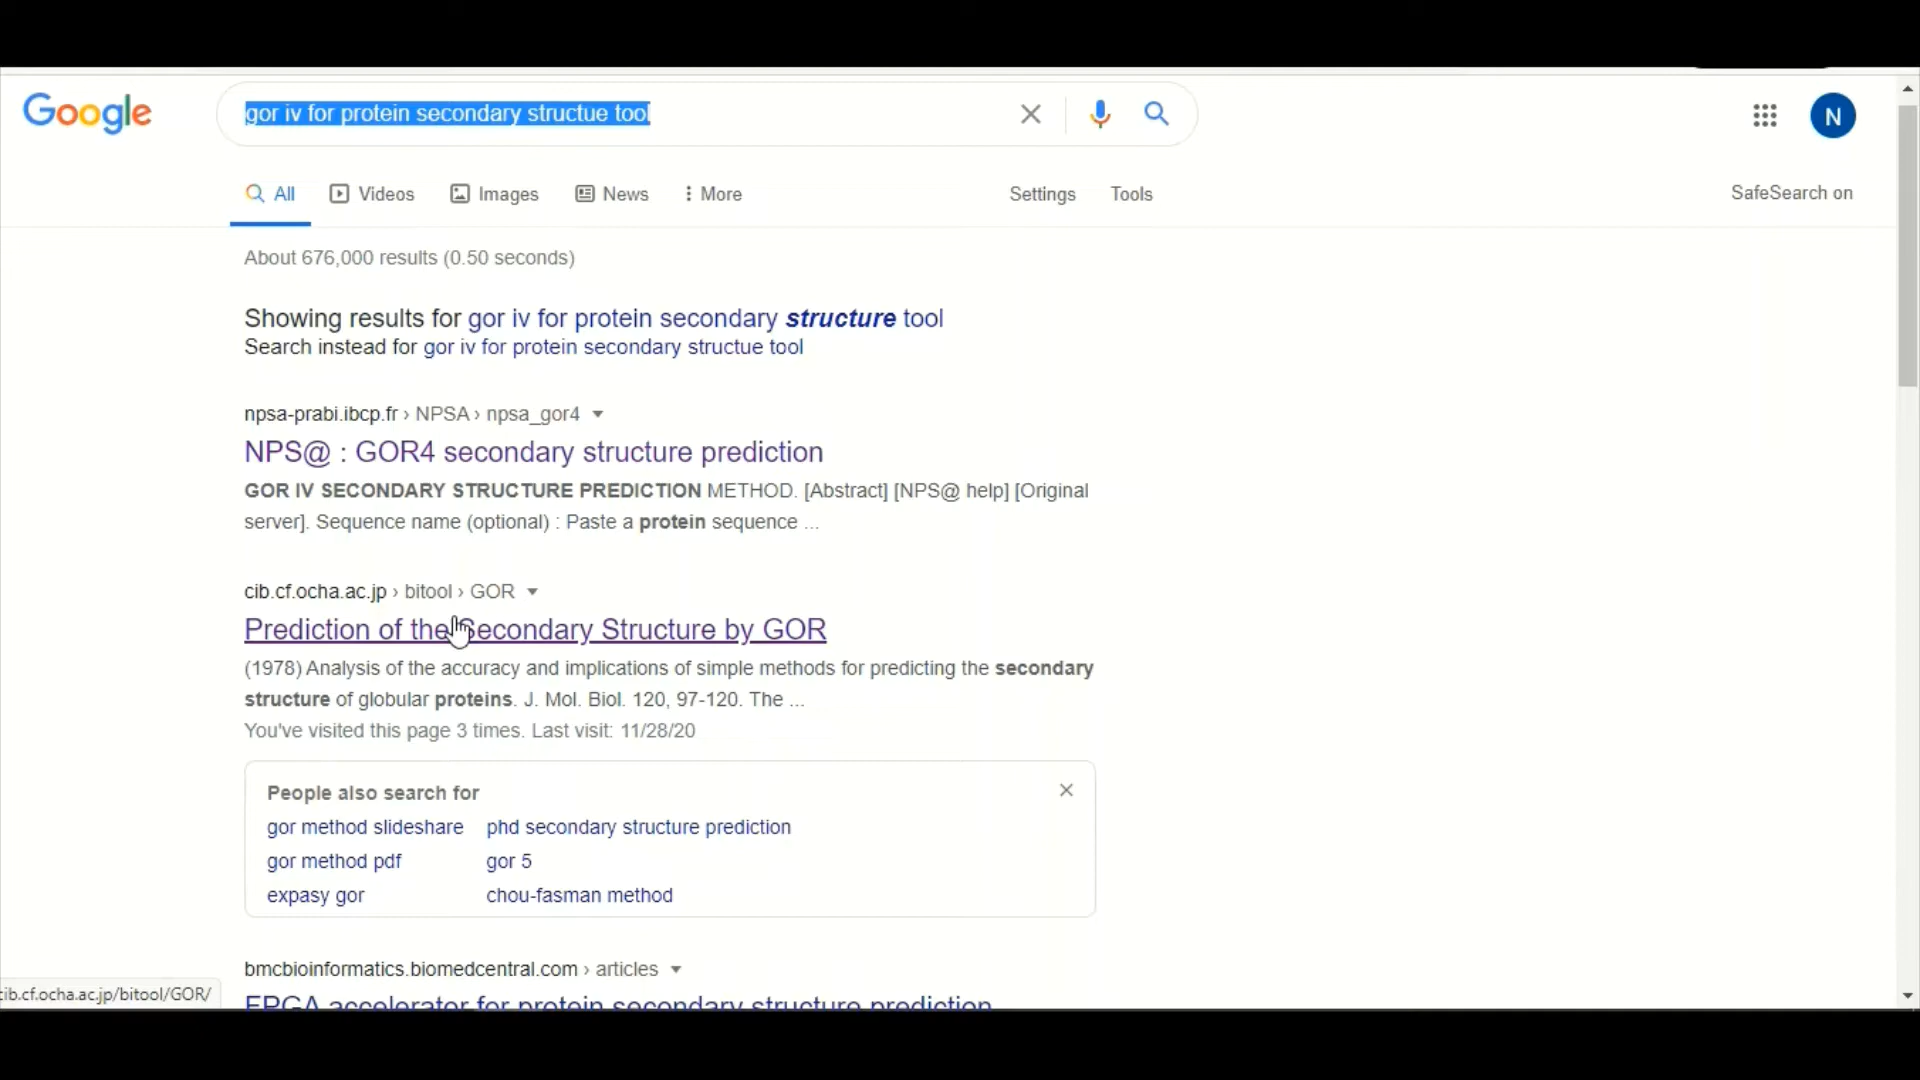 Google
gor iv for protein secondary structue tool
N
All
Videos
Images
News
More
Settings
Tools
SafeSearch on
About 676,000 results (0.50 seconds)
Showing results for gor iv for protein secondary structure tool
Search instead for gor iv for protein secondary structue tool
npsa-prabi.ibcp.fr › NPSA › npsa_gor4
NPS@ : GOR4 secondary structure prediction
GOR IV SECONDARY STRUCTURE PREDICTION METHOD. [Abstract] [NPS@ help] [Original
server]. Sequence name (optional) : Paste a protein sequence ...
cib.cf.ocha.ac.jp › bitool › GOR
Prediction of the Secondary Structure by GOR
(1978) Analysis of the accuracy and implications of simple methods for predicting the secondary
structure of globular proteins. J. Mol. Biol. 120, 97-120. The ...
You've visited this page 3 times. Last visit: 11/28/20
People also search for
gor method slideshare
phd secondary structure prediction
gor method pdf
gor 5
expasy gor
chou-fasman method
bmcbioinformatics.biomedcentral.com › articles
FPGA accelerator for protein secondary structure prediction
cib.cf.ocha.ac.jp/bitool/GOR/